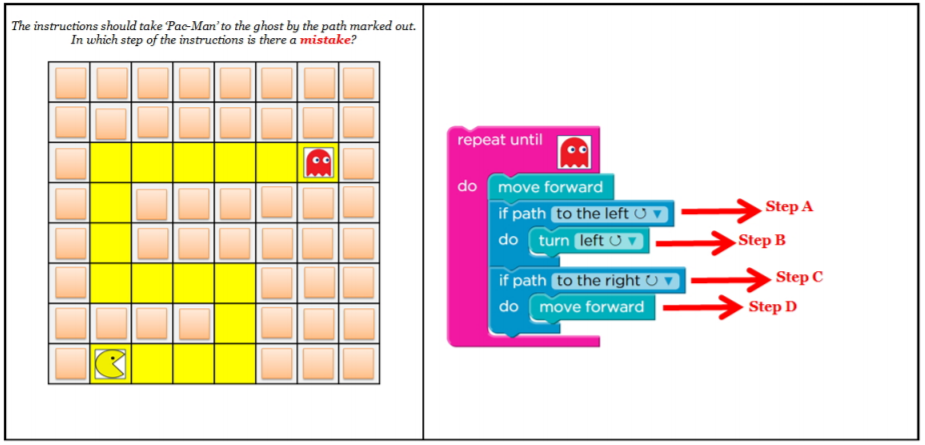 The instructions should take 'Pac-Man' to the ghost by the path marked out.
In which step of the instructions is there a mistake?
repeat until
do move forward
if path to the left ↺ ▼
Step A
do turn left ↺ ▼
Step B
if path to the right ↻ ▼
Step C
do move forward
Step D